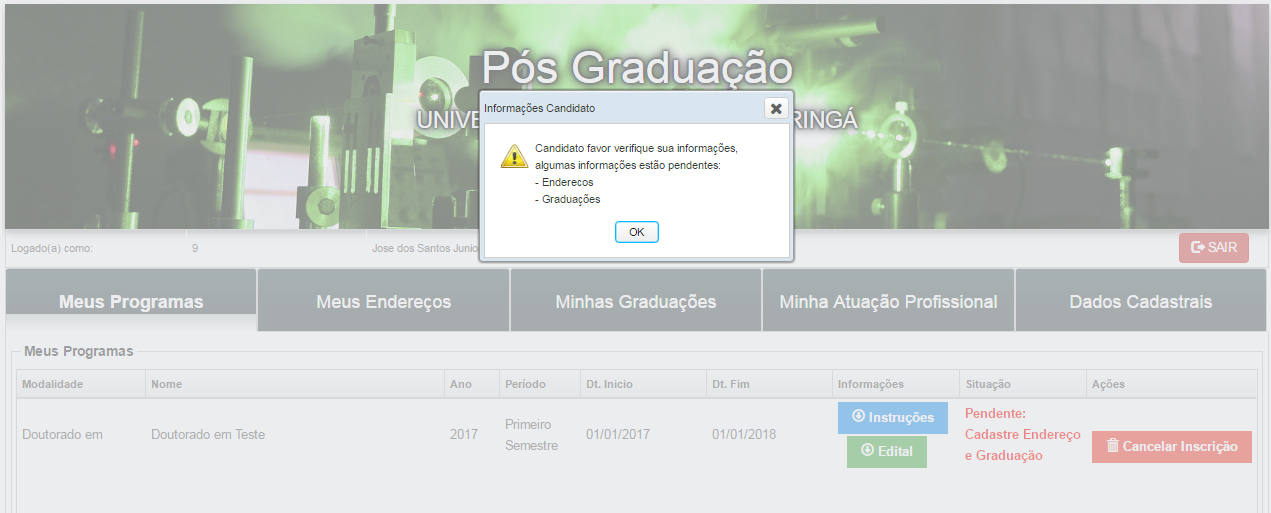 Pós Graduação
UNIVE RINGÁ
Informações Candidato
Candidato favor verifique sua informações,
algumas informações estão pendentes:
- Enderecos
- Graduações
OK
Logado(a) como: 9 Jose dos Santos Junio SAIR
Meus Programas Meus Endereços Minhas Graduações Minha Atuação Profissional Dados Cadastrais
Meus Programas
Modalidade Nome Ano Período Dt. Inicio Dt. Fim Informações Situação Ações
Doutorado em Doutorado em Teste 2017 Primeiro Semestre 01/01/2017 01/01/2018
Instruções
Edital
Pendente:
Cadastre Endereço
e Graduação
Cancelar Inscrição